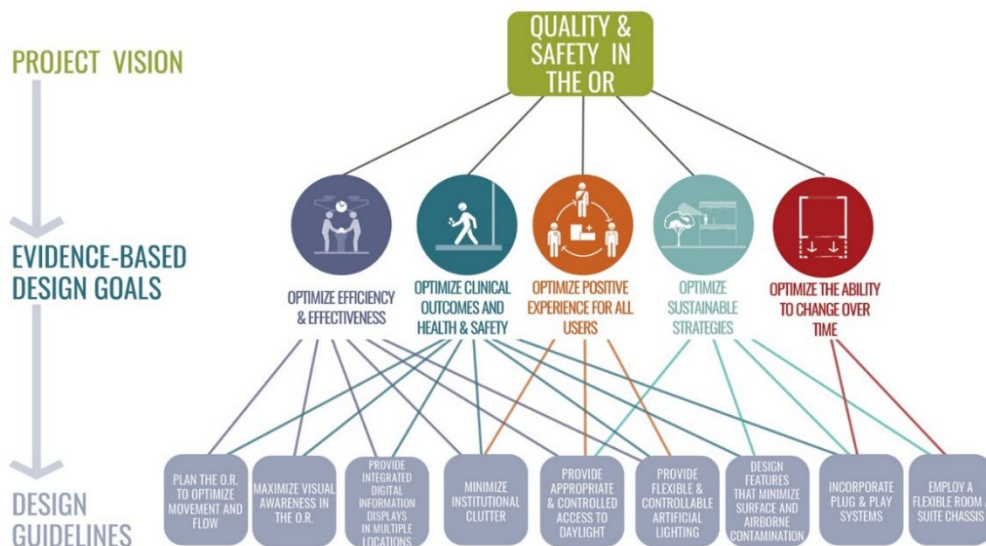 QUALITY &
SAFETY IN
THE OR
PROJECT VISION
EVIDENCE-BASED
DESIGN GOALS
OPTIMIZE EFFICIENCY
& EFFECTIVENESS
OPTIMIZE CLINICAL
OUTCOMES AND
HEALTH & SAFETY
OPTIMIZE POSITIVE
EXPERIENCE FOR ALL
USERS
OPTIMIZE
SUSTAINABLE
STRATEGIES
OPTIMIZE THE ABILITY
TO CHANGE OVER
TIME
DESIGN
GUIDELINES
PLAN THE O.R.
TO OPTIMIZE
MOVEMENT AND
FLOW
MAXIMIZE VISUAL
AWARENESS IN
THE O.R.
PROVIDE
INTEGRATED
DIGITAL
INFORMATION
DISPLAYS
IN MULTIPLE
LOCATIONS
MINIMIZE
INSTITUTIONAL
CLUTTER
PROVIDE
APPROPRIATE
& CONTROLLED
ACCESS TO
DAYLIGHT
PROVIDE
FLEXIBLE &
CONTROLLABLE
ARTIFICIAL
LIGHTING
DESIGN
FEATURES
THAT MINIMIZE
SURFACE AND
AIRBORNE
CONTAMINATION
INCORPORATE
PLUG & PLAY
SYSTEMS
EMPLOY A
FLEXIBLE ROOM
SUITE CHASSIS